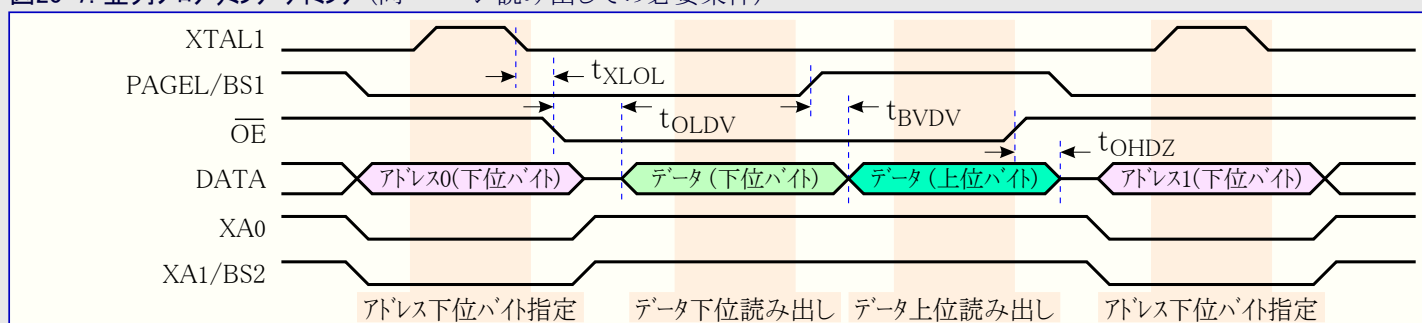 XTAL1
PAGEL/BS1
OE
DATA
XA0
XA1/BS2
tXLOL
tOLDV
tBVDV
tOHDZ
アドレス0(下位バイト)
データ (下位バイト)
データ (上位バイト)
アドレス1(下位バイト)
アドレス下位バイト指定
データ下位読み出し
データ上位読み出し
アドレス下位バイト指定